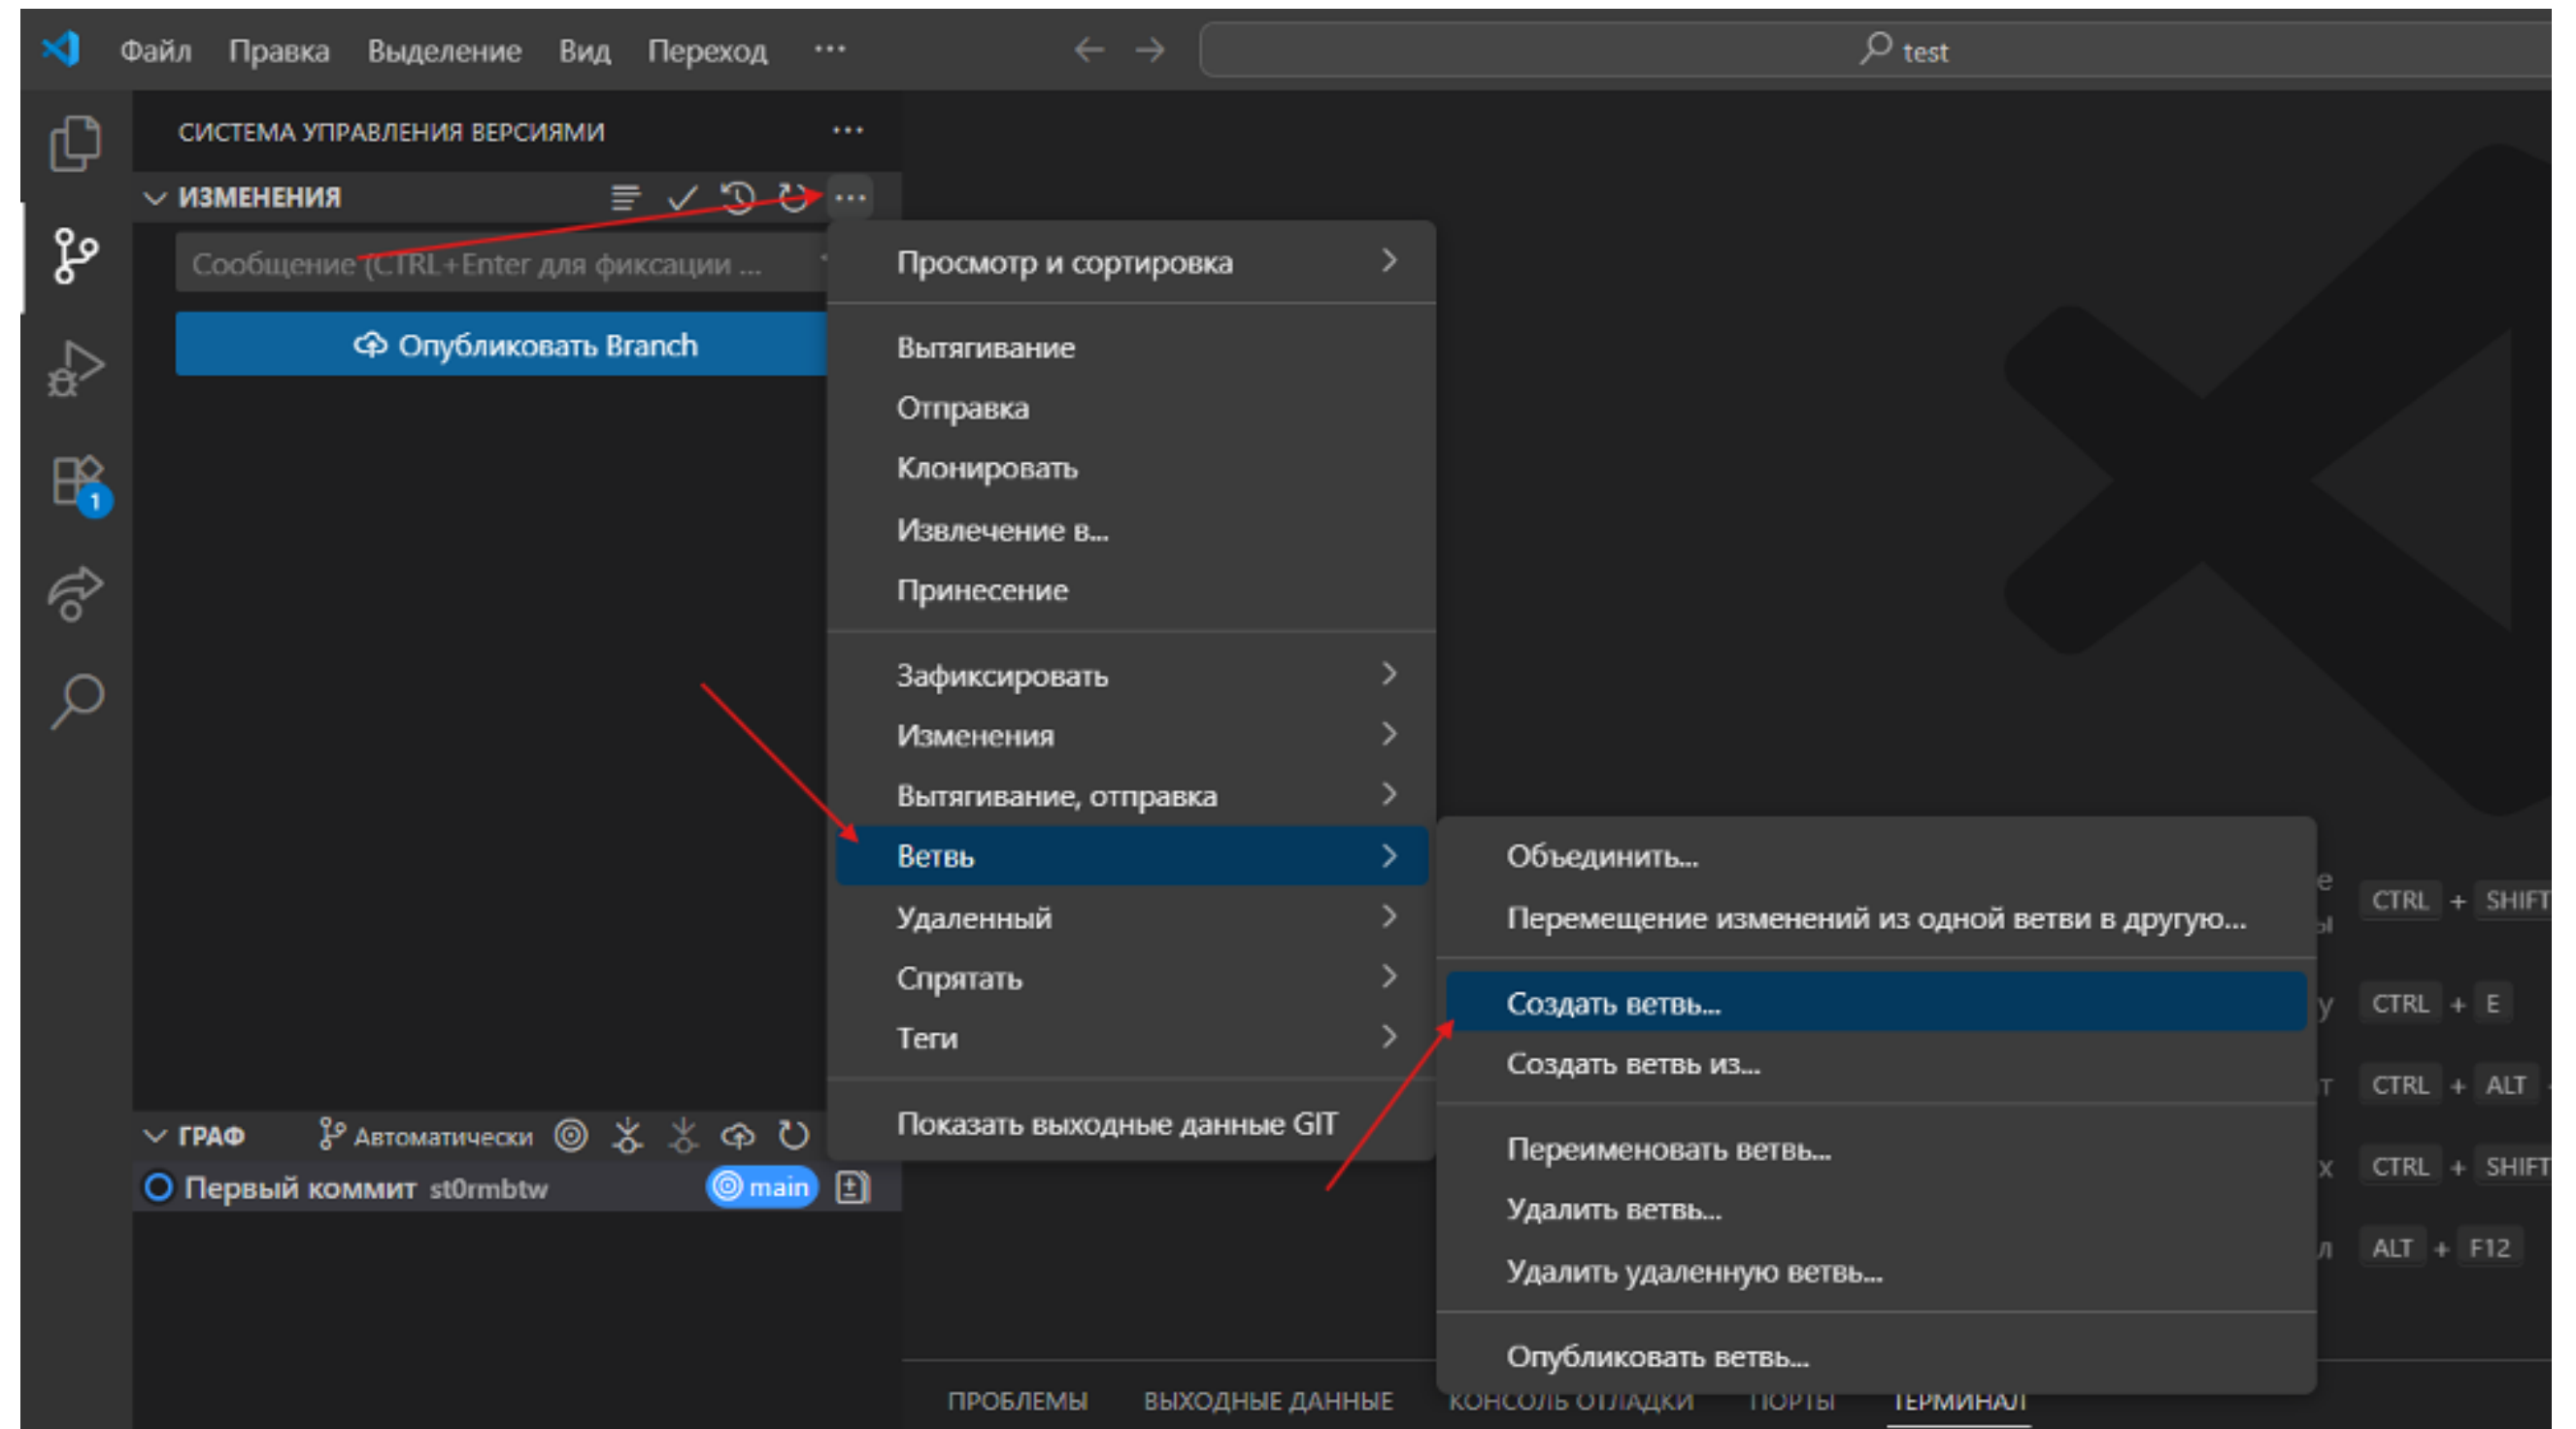 Файл Правка Выделение Вид Переход ...
test
СИСТЕМА УПРАВЛЕНИЯ ВЕРСИЯМИ
ИЗМЕНЕНИЯ
Сообщение (CTRL+Enter для фиксации ...
Опубликовать Branch
1
Просмотр и сортировка
Вытягивание
Отправка
Клонировать
Извлечение в...
Принесение
Зафиксировать
Изменения
Вытягивание, отправка
Ветвь
Удаленный
Спрятать
Теги
Показать выходные данные GIT
Объединить...
Перемещение изменений из одной ветви в другую...
Создать ветвь...
Создать ветвь из...
Переименовать ветвь...
Удалить ветвь...
Удалить удаленную ветвь...
Опубликовать ветвь...
CTRL + SHIFT
CTRL + E
CTRL + ALT
CTRL + SHIFT
ALT + F12
ГРАФ Автоматически
Первый коммит st0rmbtw main
ПРОБЛЕМЫ ВЫХОДНЫЕ ДАННЫЕ КОНСОЛЬ ОТЛАДКИ ПОРТЫ ТЕРМИНАЛ